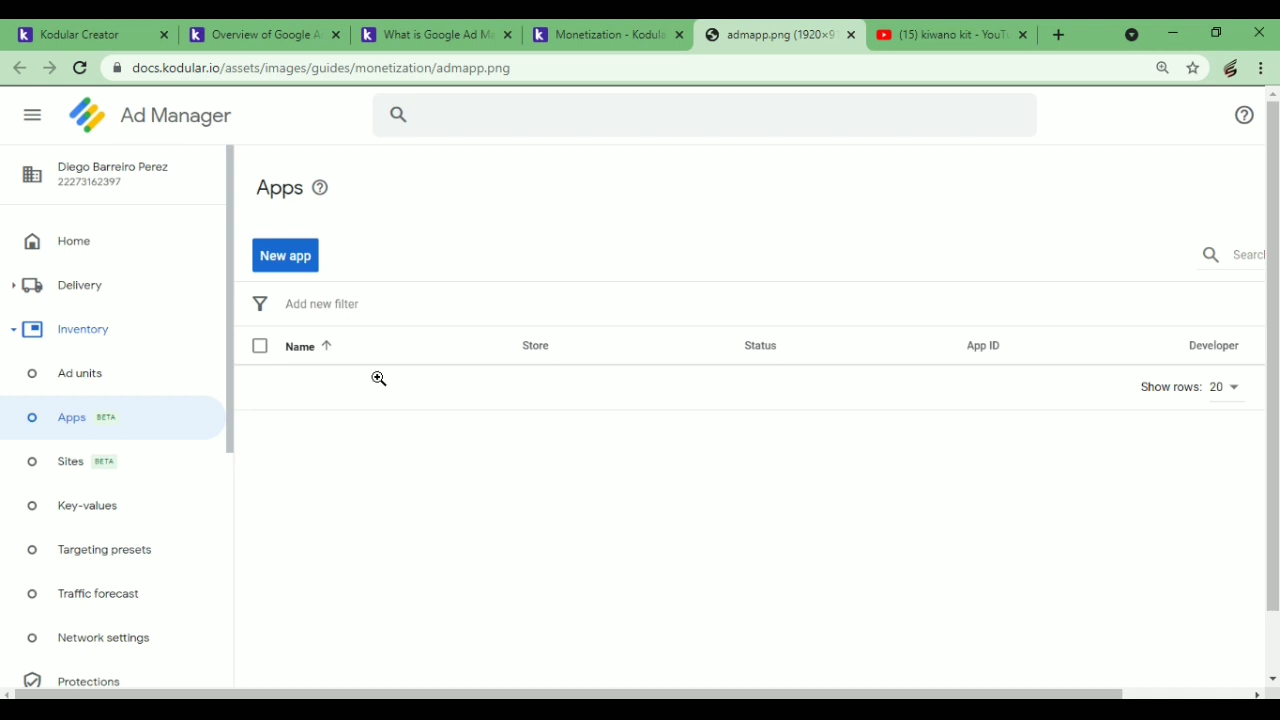 Kodular Creator
Overview of Google A
What is Google Ad Ma
Monetization - Kodula
admapp.png (1920×9
(15) kiwano kit - YouTu
docs.kodular.io/assets/images/guides/monetization/admapp.png
Ad Manager
Diego Barreiro Perez
22273162397
Apps
New app
Search
Add new filter
Name
Store
Status
App ID
Developer
Show rows: 20
Home
Delivery
Inventory
Ad units
Apps BETA
Sites BETA
Key-values
Targeting presets
Traffic forecast
Network settings
Protections